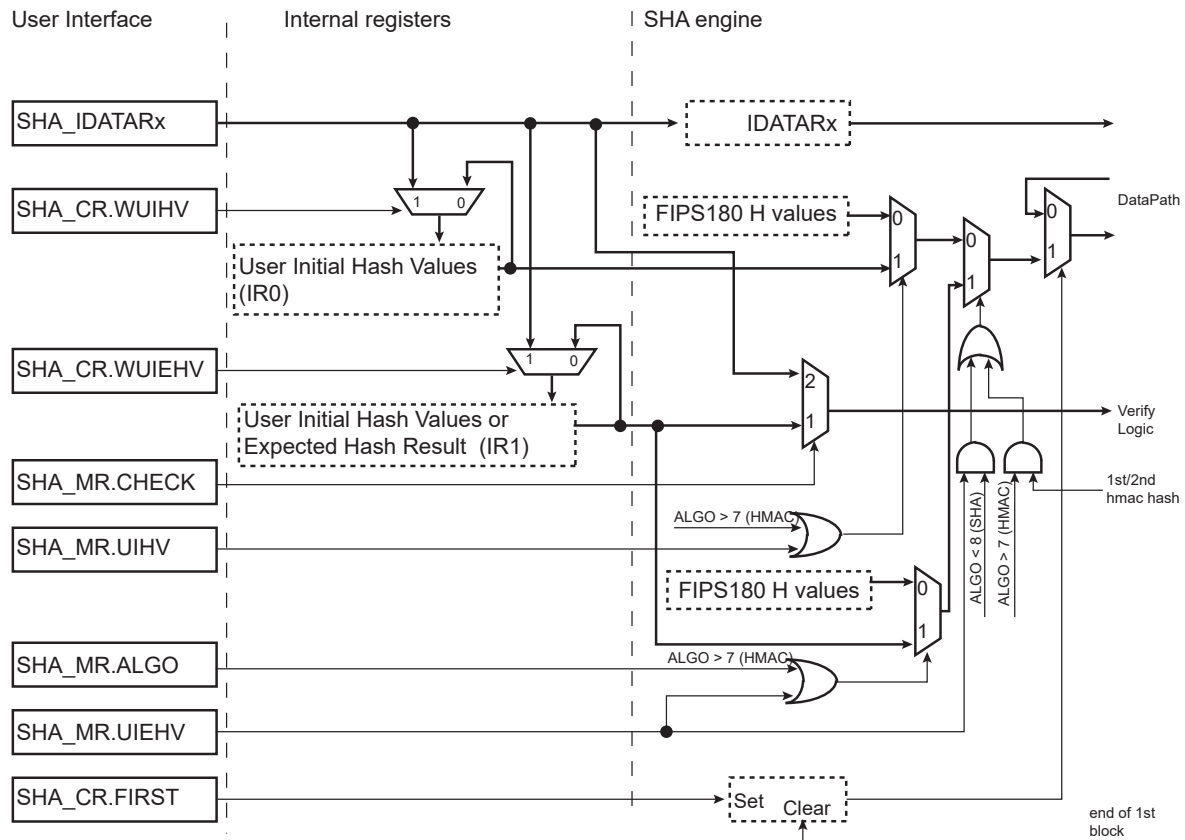 User Interface
Internal registers
SHA engine
SHA_IDATARx
IDATARx
SHA_CR.WUIHV
1 0
FIPS180 H values
0
1
0
1
0
1
DataPath
User Initial Hash Values
(IR0)
SHA_CR.WUIEHV
1 0
2
1
User Initial Hash Values or
Expected Hash Result (IR1)
Verify
Logic
SHA_MR.CHECK
1st/2nd
hmac hash
ALGO < 8 (SHA)
ALGO > 7 (HMAC)
ALGO > 7 (HMAC)
SHA_MR.UIHV
FIPS180 H values
0
1
SHA_MR.ALGO
ALGO > 7 (HMAC)
SHA_MR.UIEHV
SHA_CR.FIRST
Set
Clear
end of 1st
block